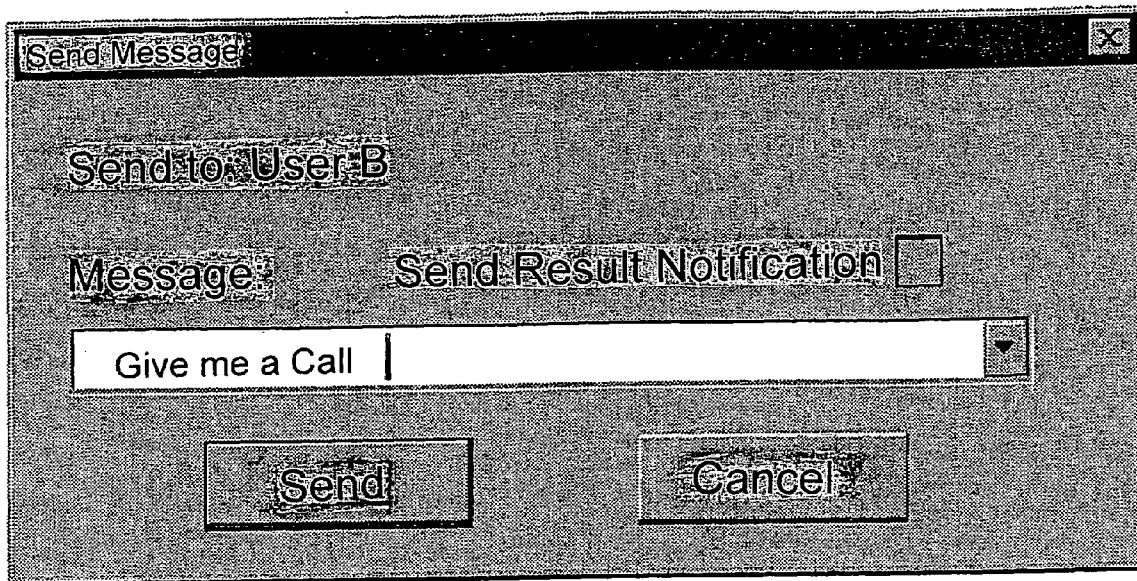 Send Message
Send to: User B
Message: Send Result Notification
Give me a Call
Send Cancel